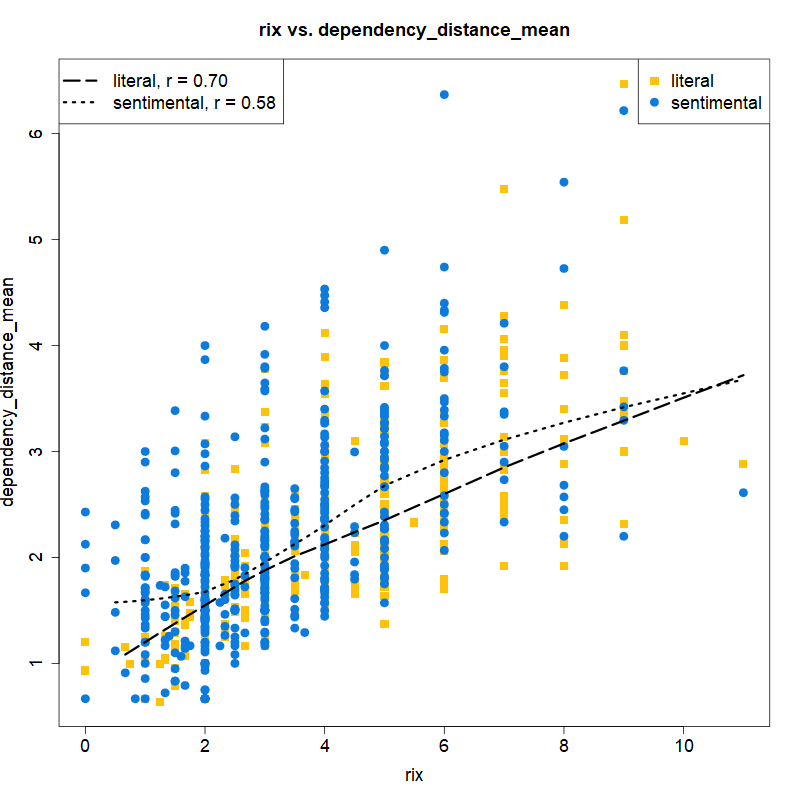 rix vs. dependency_distance_mean
literal, r = 0.70
sentimental, r = 0.58
literal
sentimental
dependency_distance_mean
6
5
4
3
2
1
0 2 4 6 8 10
rix